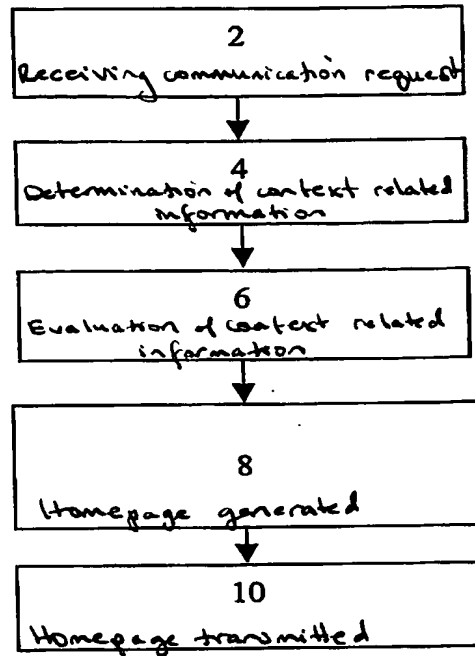 2
Receiving communication request
4
Determination of context related
information
6
Evaluation of context related
information
8
Homepage generated
10
Homepage transmitted